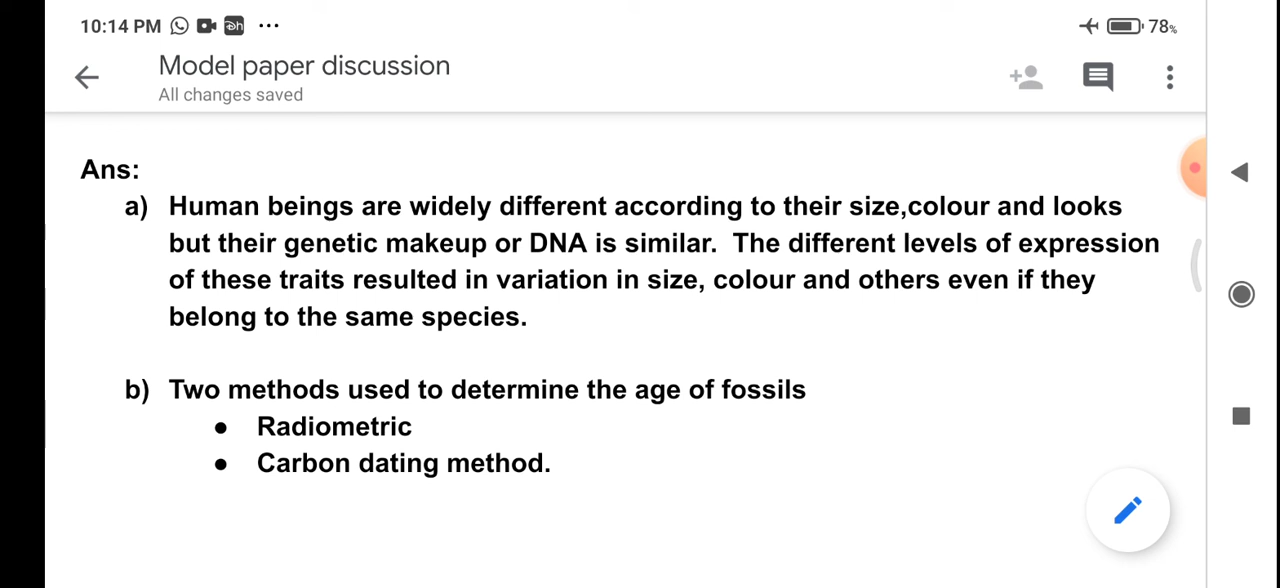 10:14 PM ...
78%
Model paper discussion
All changes saved
Ans:
a) Human beings are widely different according to their size,colour and looks
but their genetic makeup or DNA is similar. The different levels of expression
of these traits resulted in variation in size, colour and others even if they
belong to the same species.
b) Two methods used to determine the age of fossils
● Radiometric
● Carbon dating method.